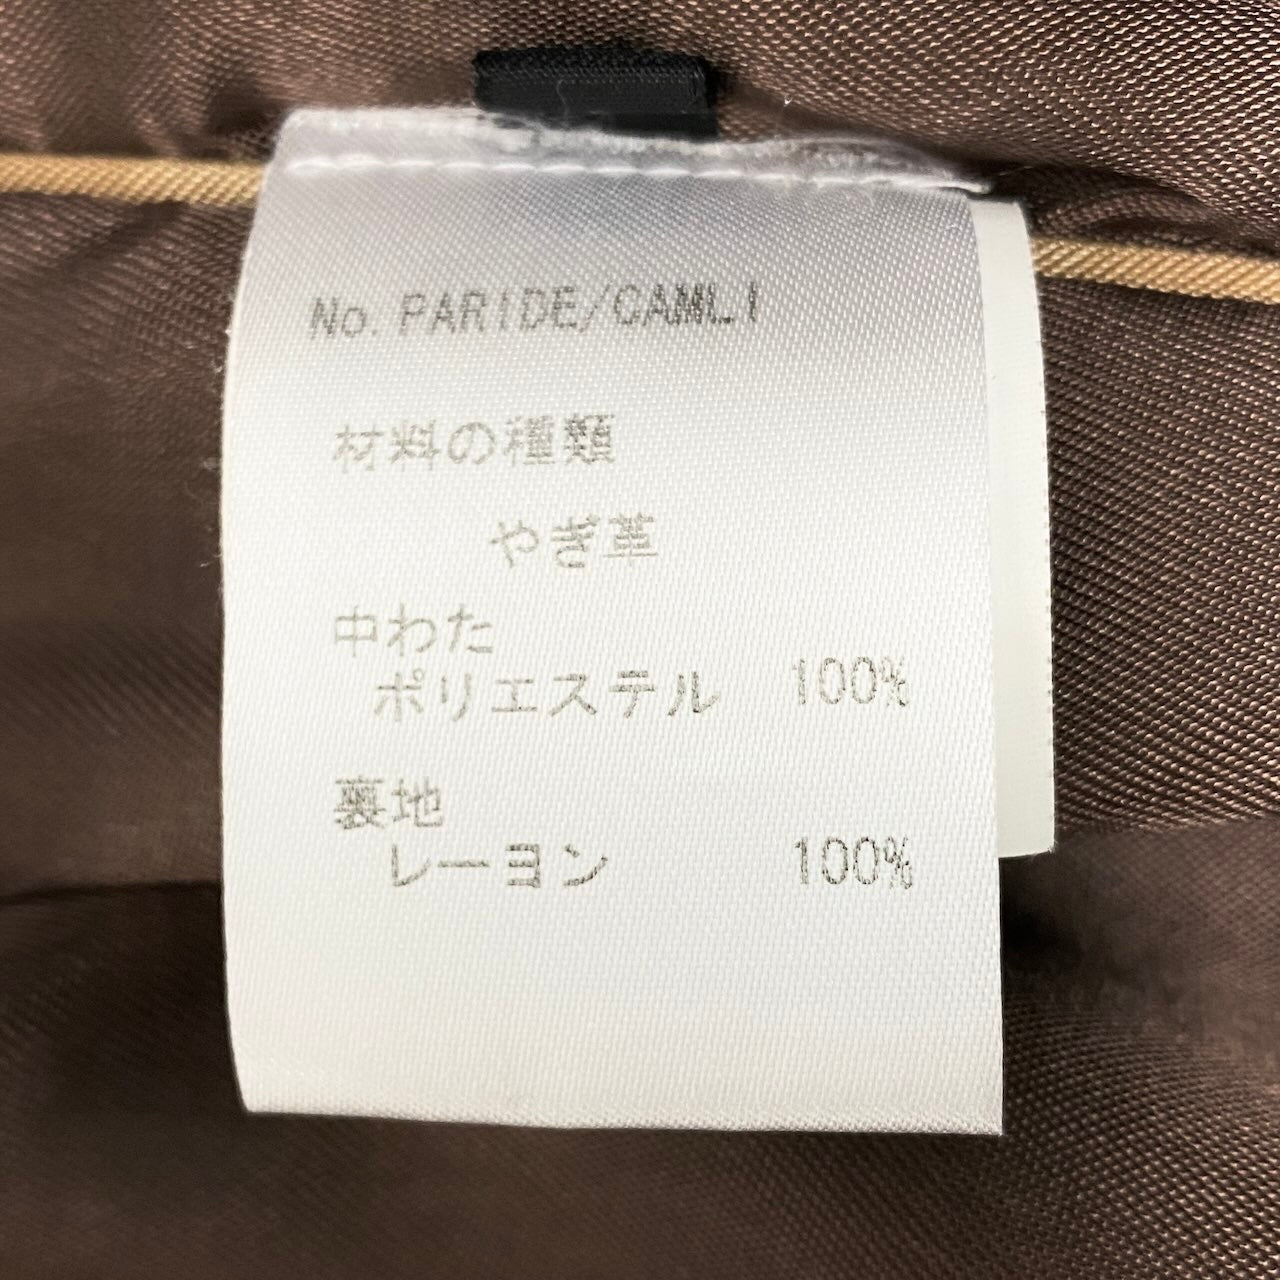 No. PARIDE/CAMLI
材料の種類
やぎ革
中わた
ポリエステル 100%
裏地
レーヨン 100%